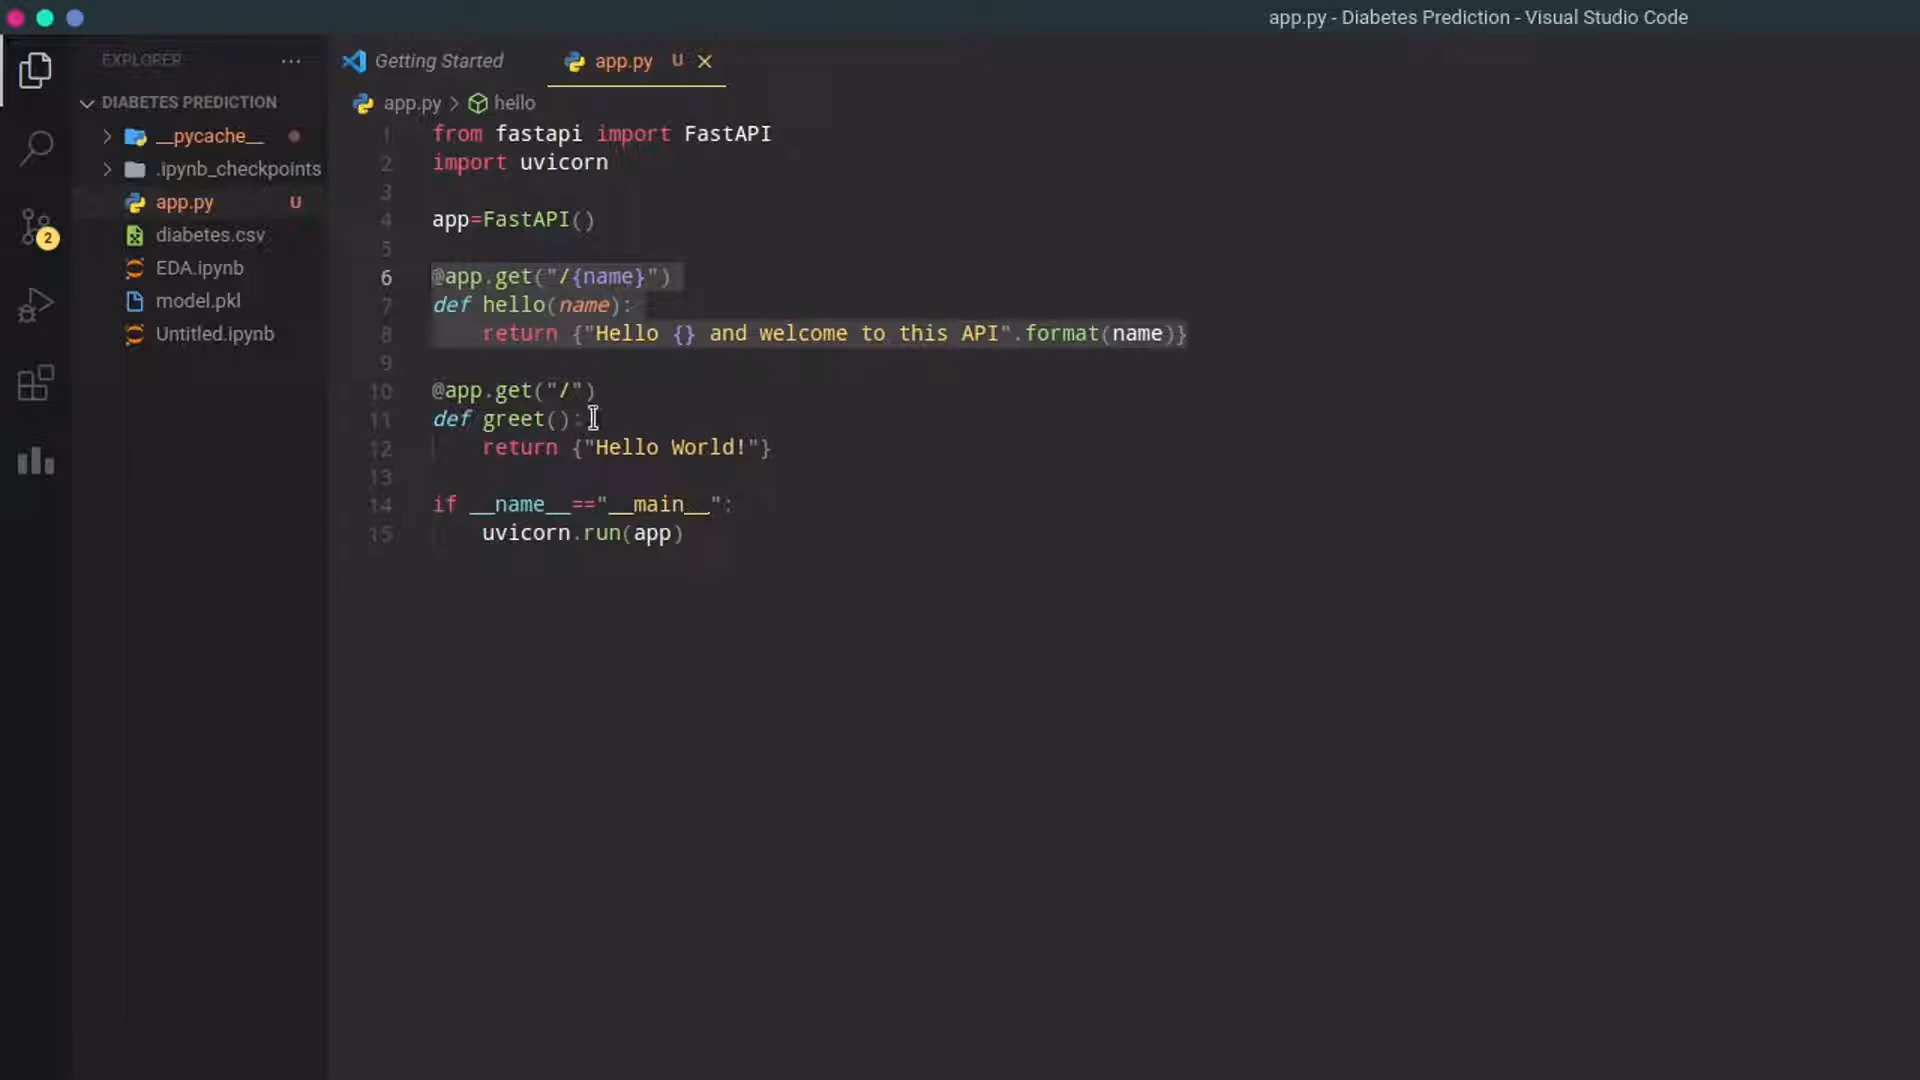 app.py - Diabetes Prediction - Visual Studio Code
EXPLORER
DIABETES PREDICTION
__pycache__
.ipynb_checkpoints
app.py U
diabetes.csv
EDA.ipynb
model.pkl
Untitled.ipynb
2
Getting Started
app.py U
app.py > hello
1 from fastapi import FastAPI
2 import uvicorn
3
4 app=FastAPI()
5
6 @app.get("/{name}")
7 def hello(name):
8     return {"Hello {} and welcome to this API".format(name)}
9
10 @app.get("/")
11 def greet():
12     return {"Hello World!"}
13
14 if __name__=="__main__":
15     uvicorn.run(app)